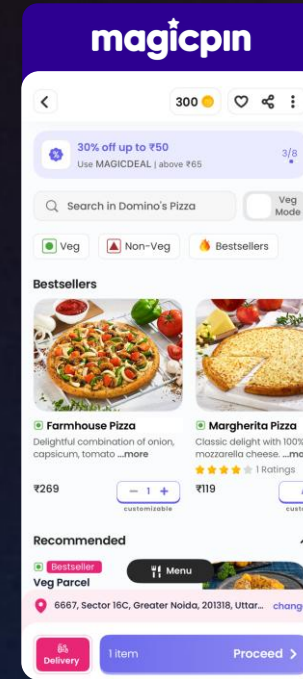 magicpin
300
30% off up to ₹50
Use MAGICDEAL | above ₹65
3/8
Search in Domino's Pizza
Veg
Mode
Veg
Non-Veg
Bestsellers
Bestsellers
Farmhouse Pizza
Delightful combination of onion,
capsicum, tomato ...more
₹269
- 1 +
customizable
Margherita Pizza
Classic delight with 100%
mozzarella cheese. ...mo
1 Ratings
₹119
custo
Recommended
Bestseller
Veg Parcel
Menu
6667, Sector 16C, Greater Noida, 201318, Uttar... change
Delivery
1 item
Proceed >